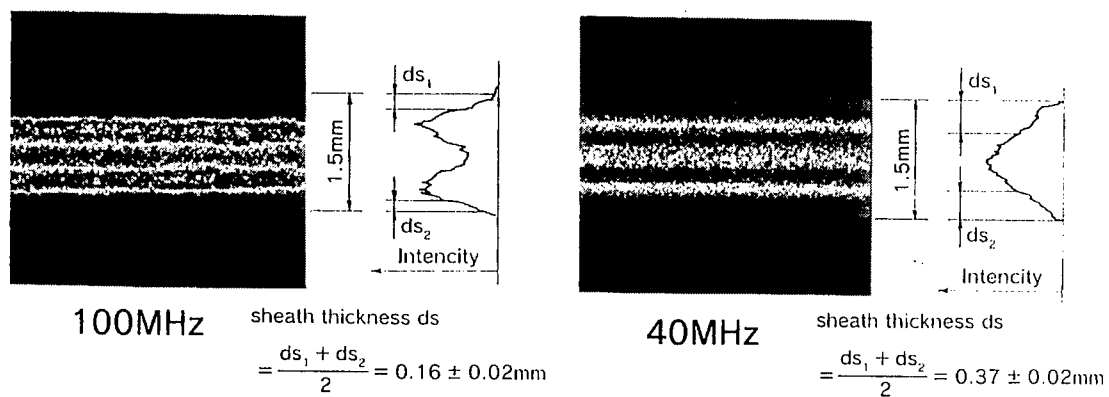 ds₁
1.5mm
ds₂
Intencity
100MHz
sheath thickness ds
= (ds₁ + ds₂)/2 = 0.16 ± 0.02mm
ds₁
1.5mm
ds₂
Intencity
40MHz
sheath thickness ds
= (ds₁ + ds₂)/2 = 0.37 ± 0.02mm